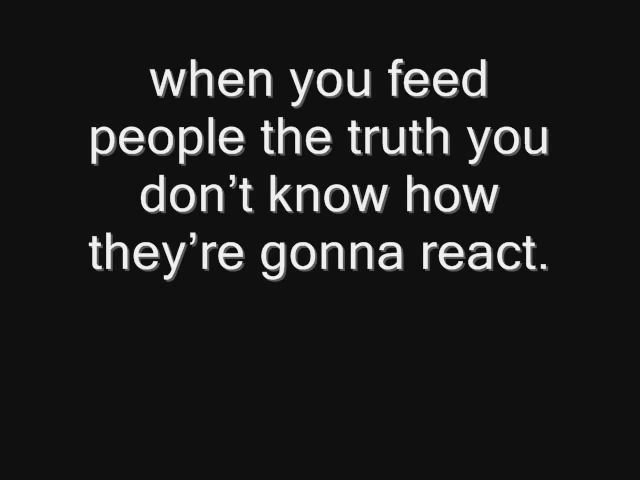 when you feed
people the truth you
don’t know how
they’re gonna react.